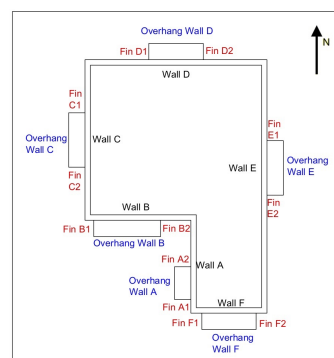 Overhang Wall D
Fin D1
Fin D2
N
Wall D
Fin
C1
Overhang
Wall C
Wall C
Fin
C2
Fin
E1
Wall E
Overhang
Wall E
Fin
E2
Wall B
Fin B1
Fin B2
Overhang Wall B
Fin A2
Wall A
Overhang
Wall A
Fin A1
Wall F
Fin F1
Fin F2
Overhang
Wall F